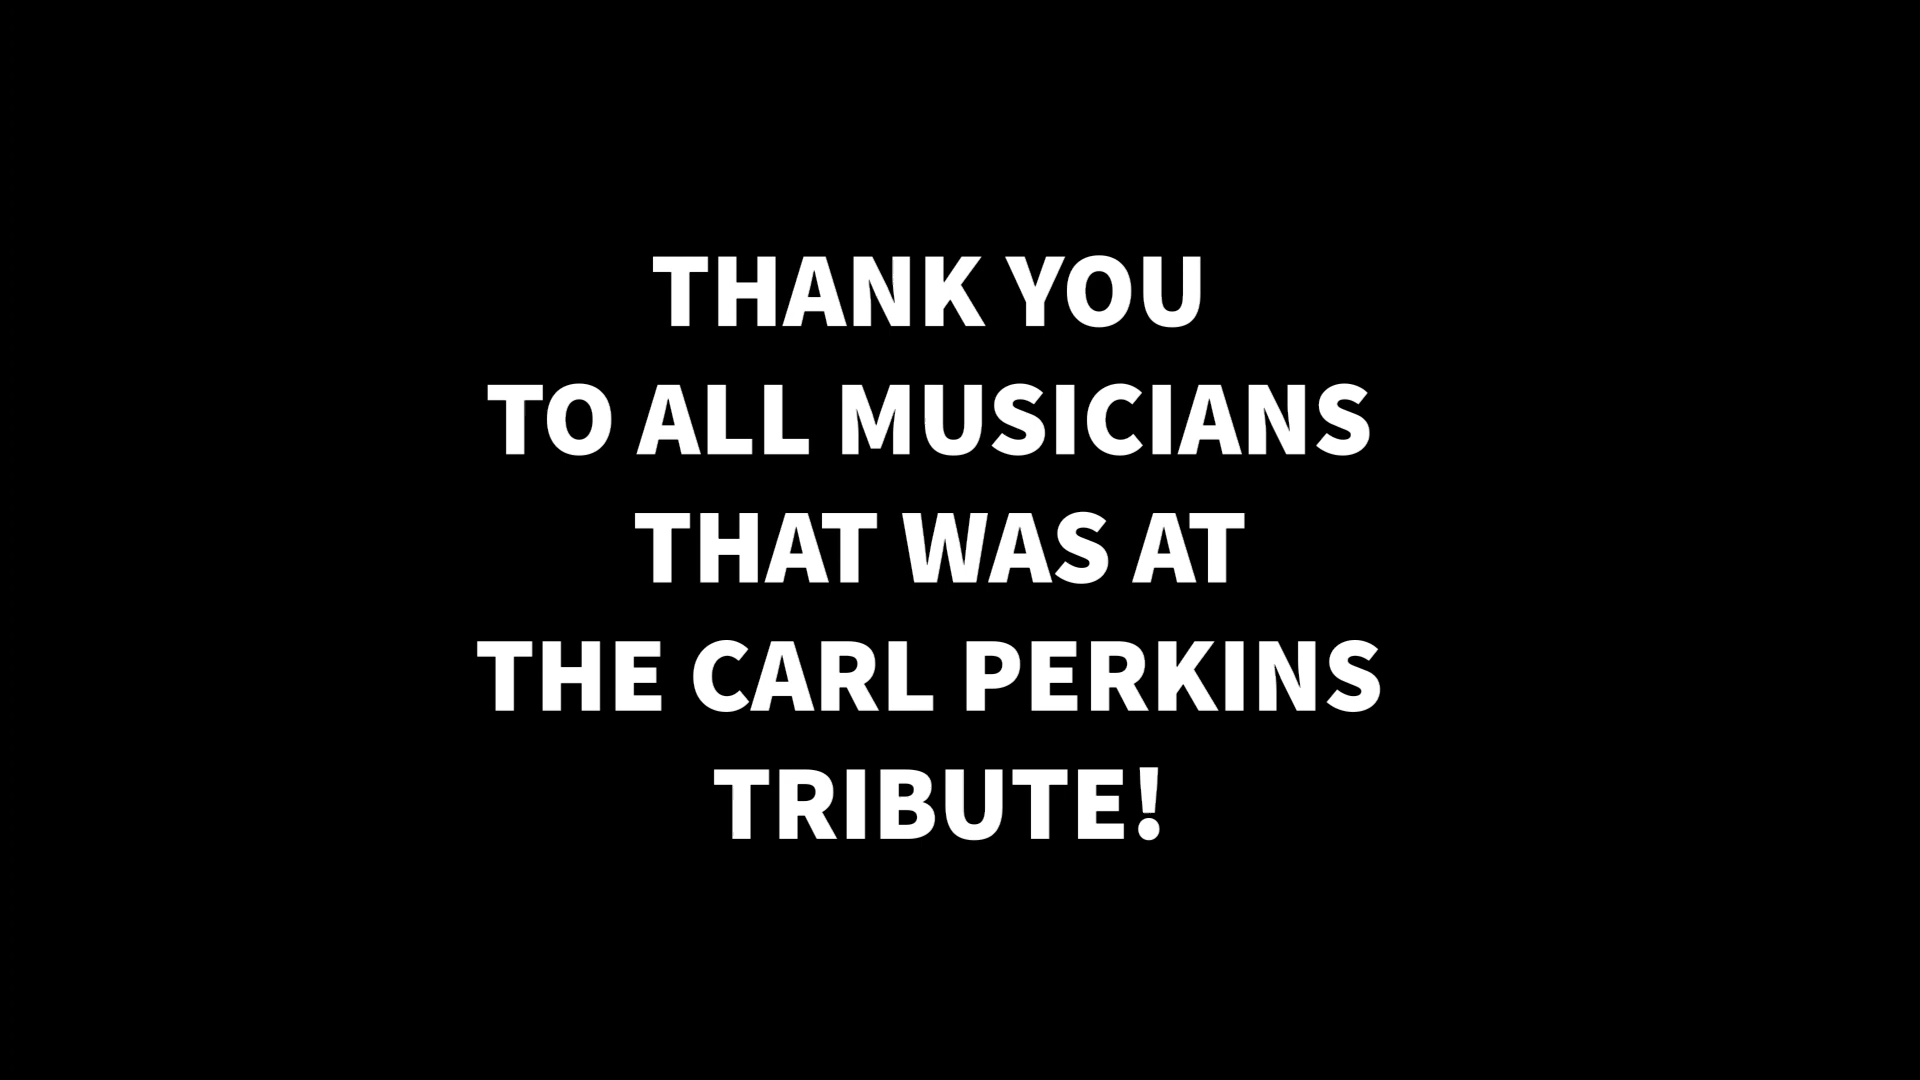 THANK YOU
TO ALL MUSICIANS
THAT WAS AT
THE CARL PERKINS
TRIBUTE!